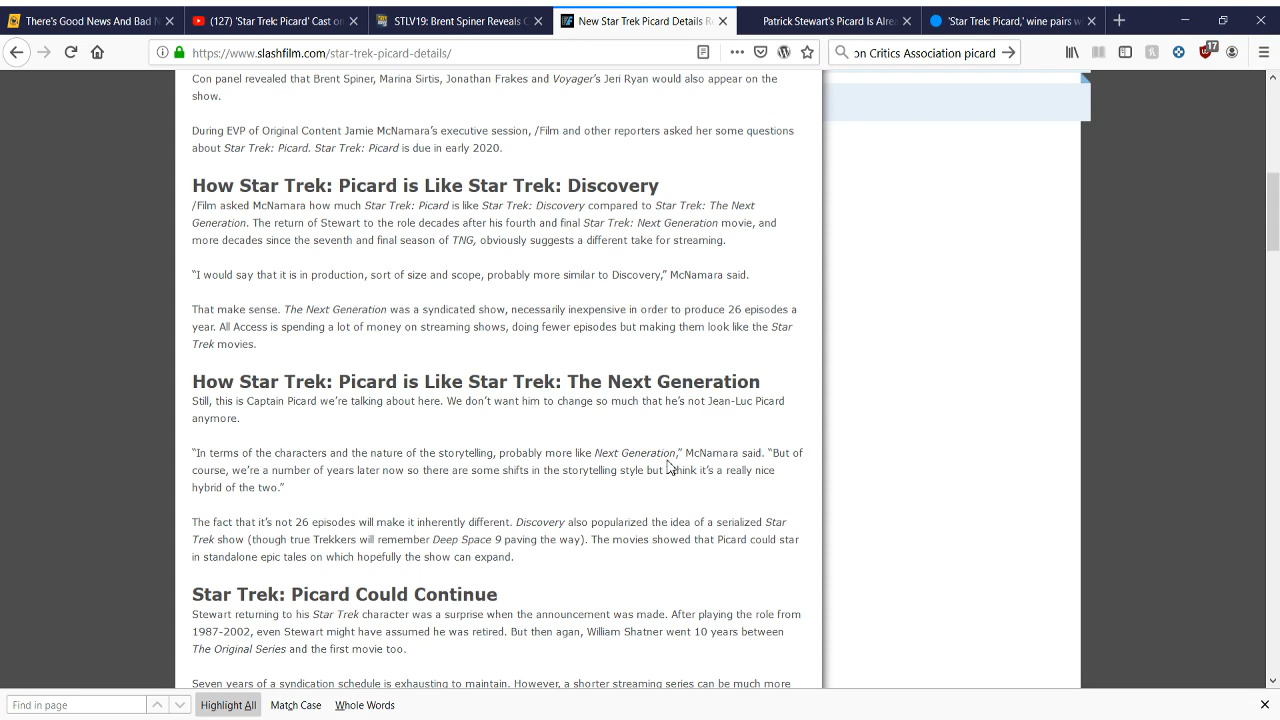 There's Good News And Bad N
(127) 'Star Trek: Picard' Cast on
STLV19: Brent Spiner Reveals C
New Star Trek Picard Details Re
Patrick Stewart's Picard Is Alrea
'Star Trek: Picard,' wine pairs w
https://www.slashfilm.com/star-trek-picard-details/
on Critics Association picard
17
Con panel revealed that Brent Spiner, Marina Sirtis, Jonathan Frakes and Voyager's Jeri Ryan would also appear on the
show.
During EVP of Original Content Jamie McNamara's executive session, /Film and other reporters asked her some questions
about Star Trek: Picard. Star Trek: Picard is due in early 2020.
How Star Trek: Picard is Like Star Trek: Discovery
/Film asked McNamara how much Star Trek: Picard is like Star Trek: Discovery compared to Star Trek: The Next
Generation. The return of Stewart to the role decades after his fourth and final Star Trek: Next Generation movie, and
more decades since the seventh and final season of TNG, obviously suggests a different take for streaming.
“I would say that it is in production, sort of size and scope, probably more similar to Discovery,” McNamara said.
That make sense. The Next Generation was a syndicated show, necessarily inexpensive in order to produce 26 episodes a
year. All Access is spending a lot of money on streaming shows, doing fewer episodes but making them look like the Star
Trek movies.
How Star Trek: Picard is Like Star Trek: The Next Generation
Still, this is Captain Picard we’re talking about here. We don’t want him to change so much that he’s not Jean-Luc Picard
anymore.
“In terms of the characters and the nature of the storytelling, probably more like Next Generation,” McNamara said. “But of
course, we’re a number of years later now so there are some shifts in the storytelling style but I think it’s a really nice
hybrid of the two.”
The fact that it’s not 26 episodes will make it inherently different. Discovery also popularized the idea of a serialized Star
Trek show (though true Trekkers will remember Deep Space 9 paving the way). The movies showed that Picard could star
in standalone epic tales on which hopefully the show can expand.
Star Trek: Picard Could Continue
Stewart returning to his Star Trek character was a surprise when the announcement was made. After playing the role from
1987-2002, even Stewart might have assumed he was retired. But then agan, William Shatner went 10 years between
The Original Series and the first movie too.
Seven years of a syndication schedule is exhausting to maintain. However, a shorter streaming series can be much more
Find in page
Highlight All
Match Case
Whole Words